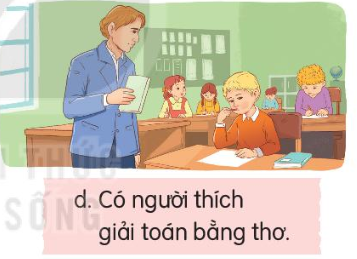 d. Có người thích
giải toán bằng thơ.